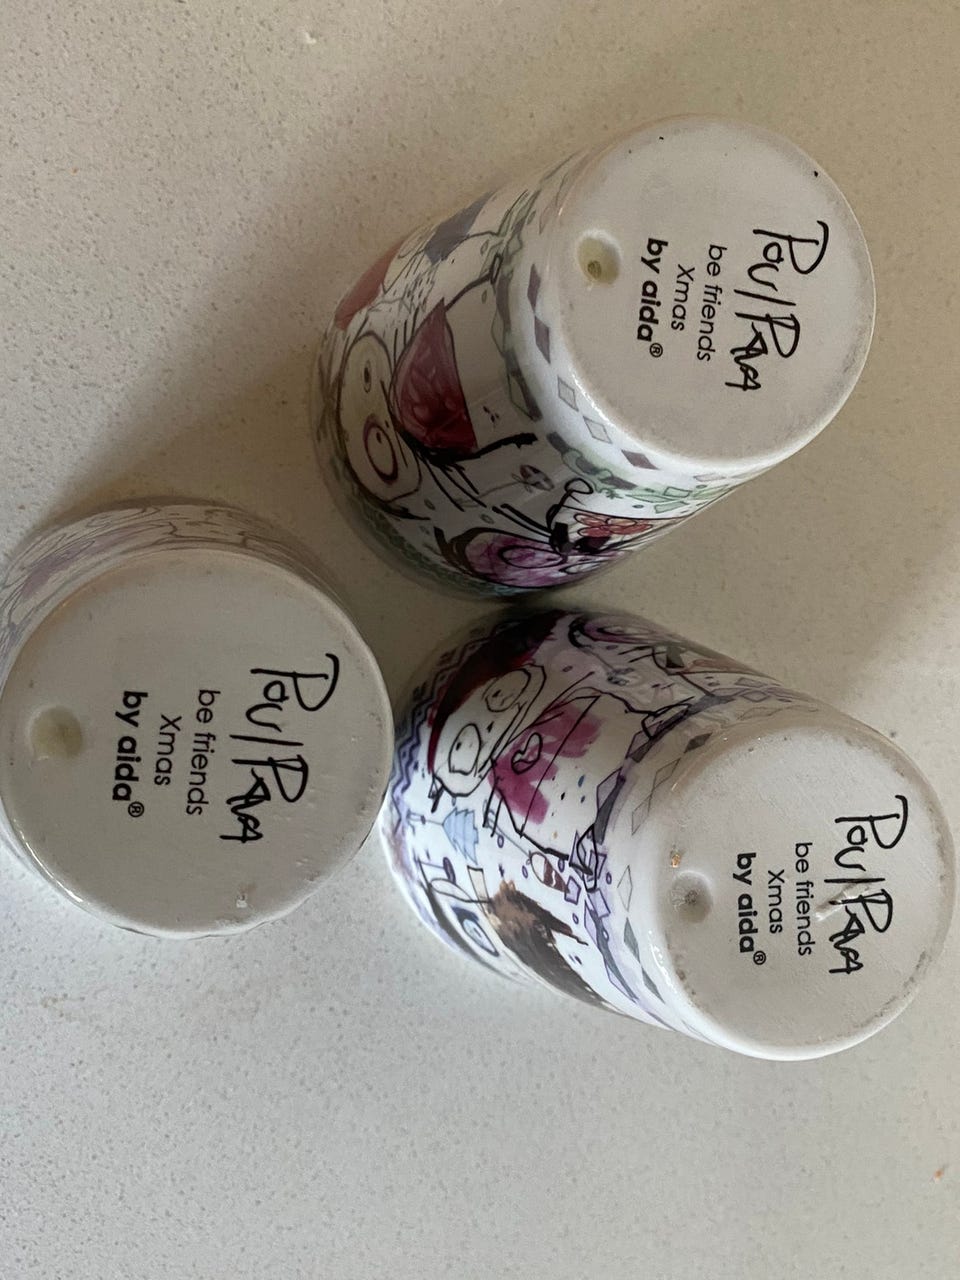 Poul Pava
be friends
Xmas
by aida®
Poul Pava
be friends
Xmas
by aida®
Poul Pava
be friends
Xmas
by aida®